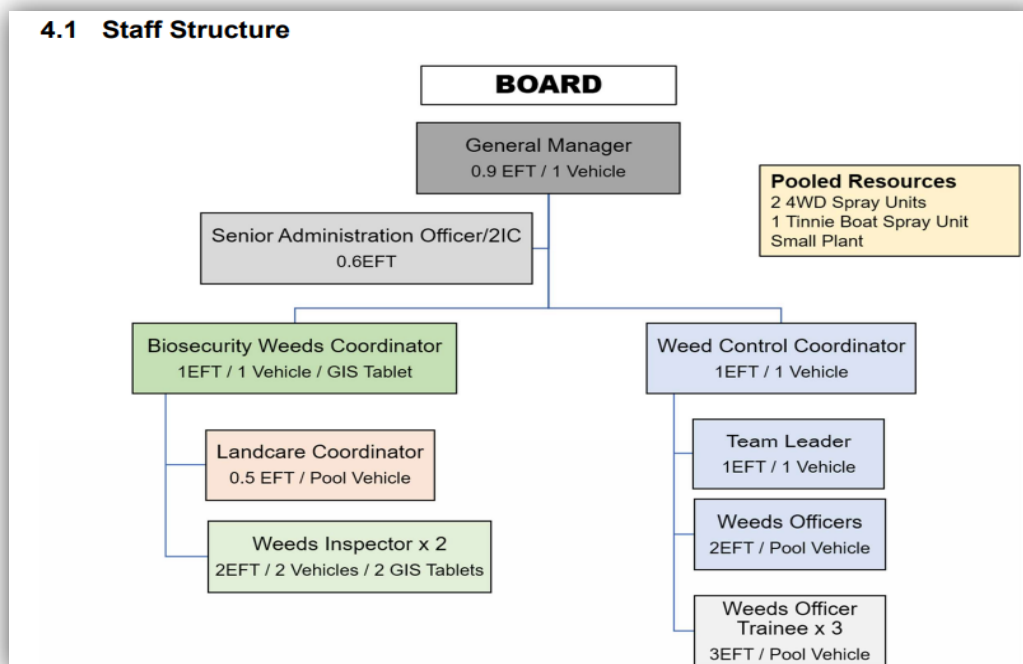 4.1 Staff Structure
BOARD
General Manager
0.9 EFT / 1 Vehicle
Pooled Resources
2 4WD Spray Units
1 Tinnie Boat Spray Unit
Small Plant
Senior Administration Officer/2IC
0.6EFT
Biosecurity Weeds Coordinator
1EFT / 1 Vehicle / GIS Tablet
Landcare Coordinator
0.5 EFT / Pool Vehicle
Weeds Inspector x 2
2EFT / 2 Vehicles / 2 GIS Tablets
Weed Control Coordinator
1EFT / 1 Vehicle
Team Leader
1EFT / 1 Vehicle
Weeds Officers
2EFT / Pool Vehicle
Weeds Officer
Trainee x 3
3EFT / Pool Vehicle